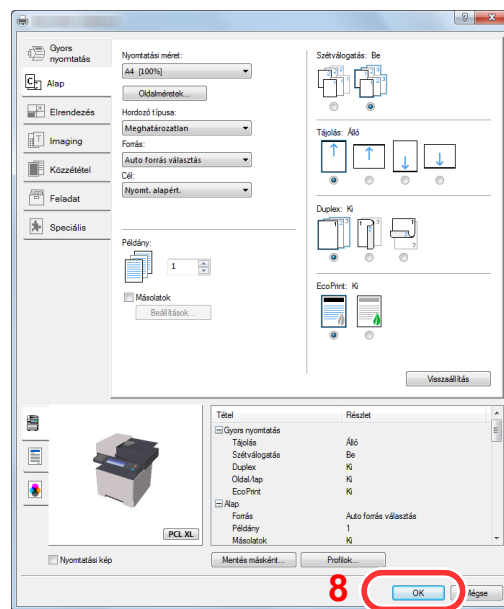 Gyors
nyomtatás
Alap
Elrendezés
Imaging
Közzététel
Feladat
Speciális
Nyomtatási méret:
A4 [100%]
Oldalméretek...
Hordozó típusa:
Meghatározatlan
Forrás:
Auto forrás választás
Cél:
Nyomt. alapért.
Példány:
1
Másolatok
Beállítások...
Szétválogatás: Be
Tájolás: Álló
Duplex: Ki
EcoPrint: Ki
Visszaállítás
PCL XL
Nyomtatási kép
Tétel Részlet
Gyors nyomtatás
Tájolás Álló
Szétválogatás Be
Duplex Ki
Oldal/lap Ki
EcoPrint Ki
Alap
Forrás Auto forrás választás
Példány 1
Másolatok Ki
Mentés másként... Profilok...
8 OK Mégse